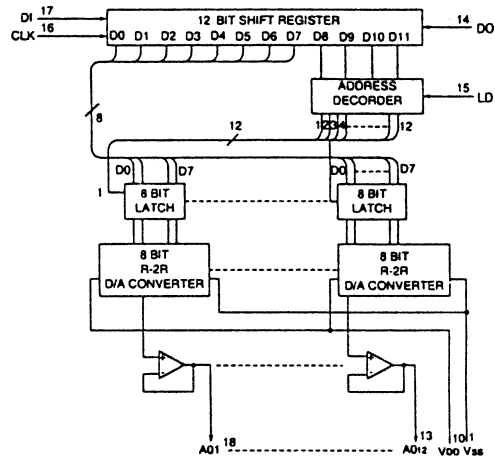 DI 17
12 BIT SHIFT REGISTER
14 DO
CLK 16
D0 D1 D2 D3 D4 D5 D6 D7 D8 D9 D10 D11
ADDRESS
DECORDER
15 LD
8
12
1 2 3 4 12
D0 D7
D0 D7
1
8 BIT
LATCH
8 BIT
LATCH
8 BIT
R-2R
D/A CONVERTER
8 BIT
R-2R
D/A CONVERTER
+
-
+
-
AO1 18
13 AO12
10 VDD
1 VSS